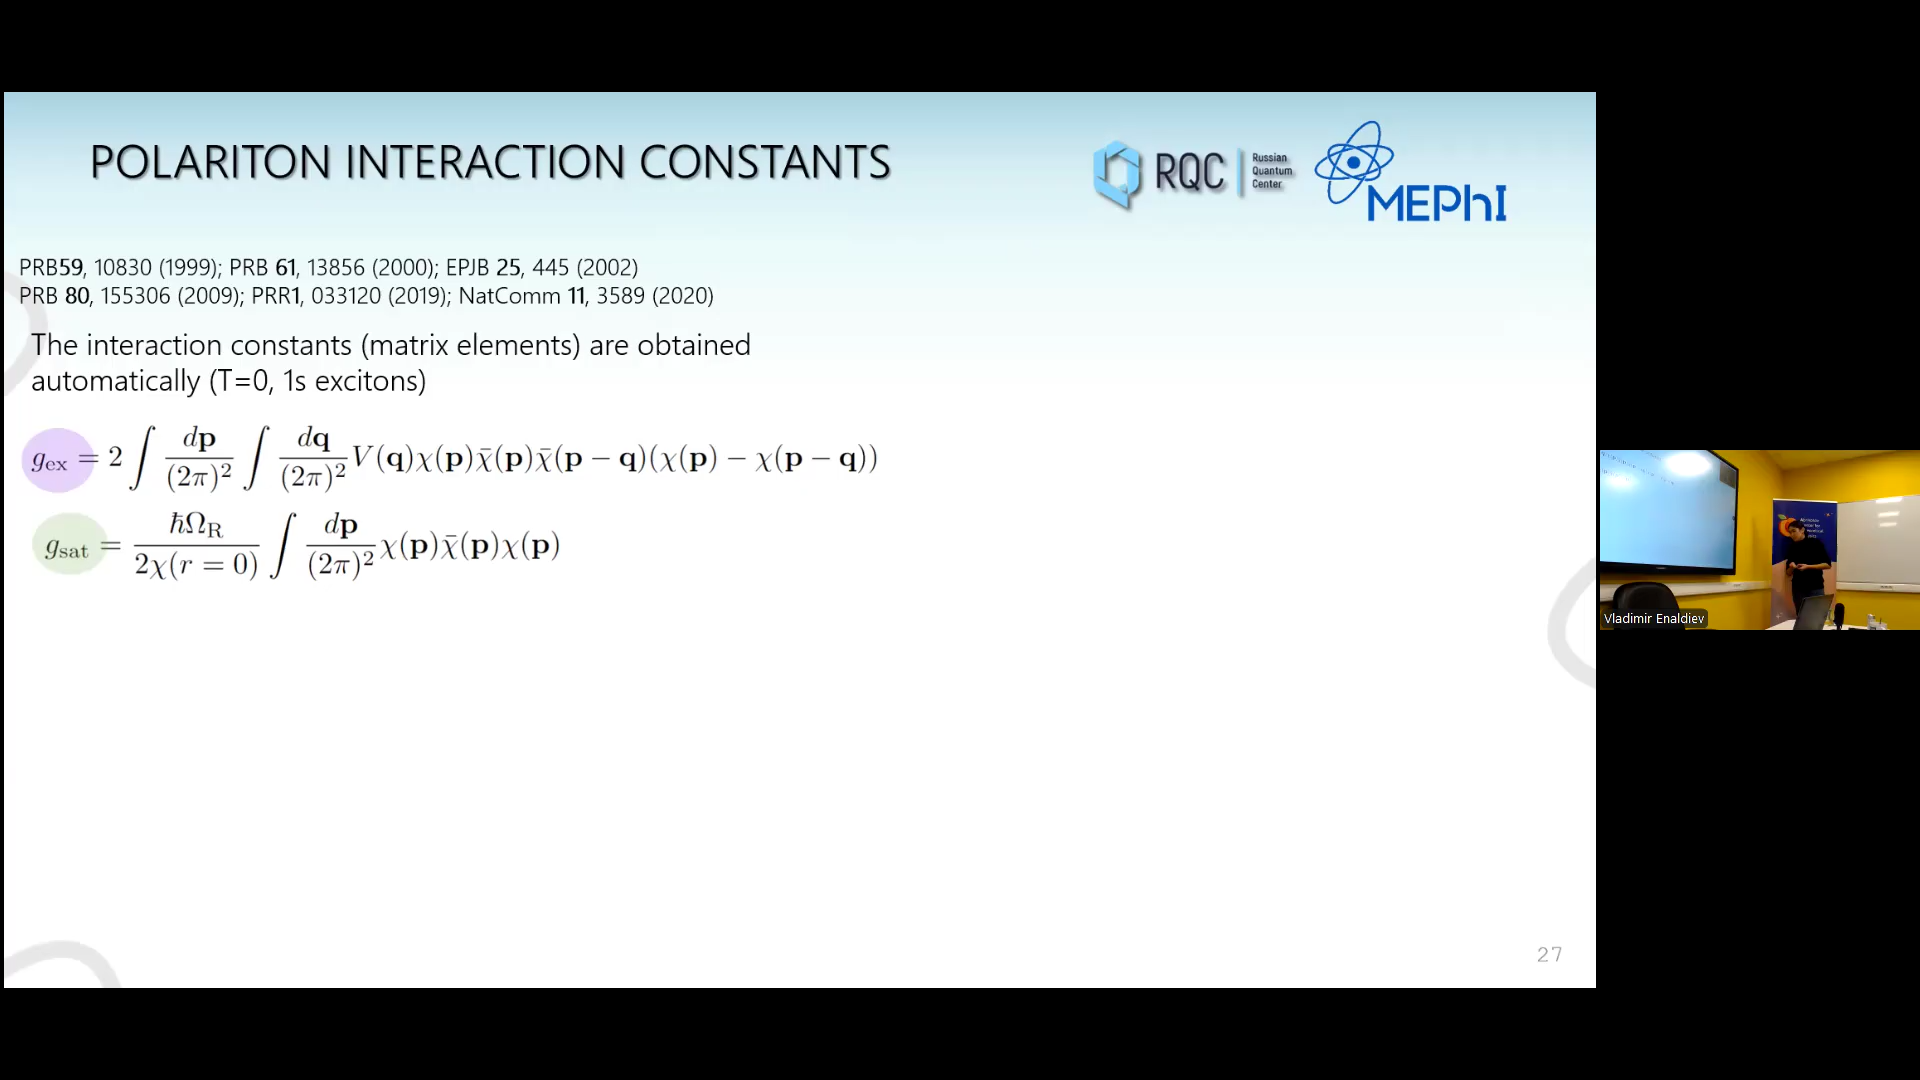 POLARITON INTERACTION CONSTANTS
RQC
Russian
Quantum
Center
MEPhI
PRB59, 10830 (1999); PRB 61, 13856 (2000); EPJB 25, 445 (2002)
PRB 80, 155306 (2009); PRR1, 033120 (2019); NatComm 11, 3589 (2020)
The interaction constants (matrix elements) are obtained
automatically (T=0, 1s excitons)
g_ex = 2 ∫ dp/(2π)² ∫ dq/(2π)² V(q)χ(p)χ̄(p)χ̄(p − q)(χ(p) − χ(p − q))
g_sat = ħΩ_R/2χ(r = 0) ∫ dp/(2π)² χ(p)χ̄(p)χ(p)
27
Vladimir Enaldiev